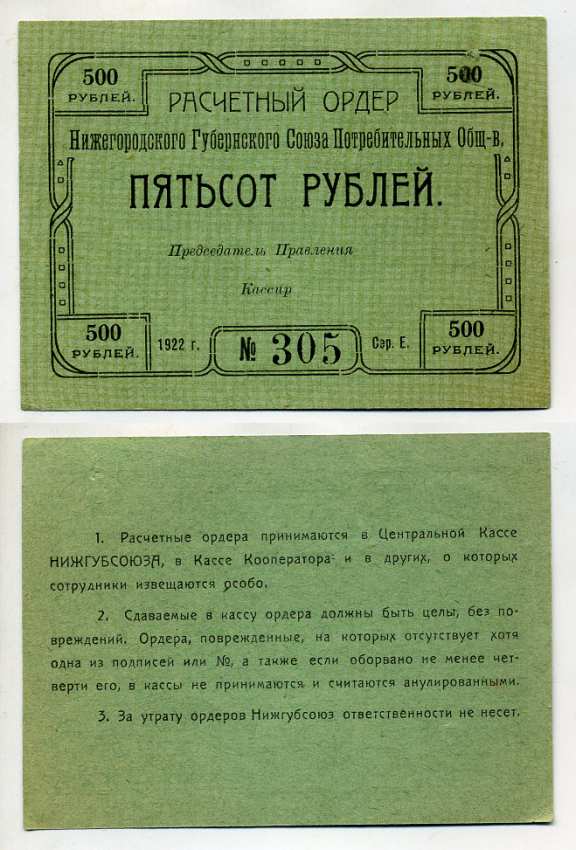 500 500
РУБЛЕЙ. РУБЛЕЙ.
РАСЧЕТНЫЙ ОРДЕР
Нижегородского Губернского Союза Потребительных Общ-в.
ПЯТЬСОТ РУБЛЕЙ.
Председатель Правления
Кассир
500 500
РУБЛЕЙ. РУБЛЕЙ.
1922 г. № 305 Сэр. Е.
1. Расчетные ордера принимаются в Центральной Кассе
НИЖГУБСОЮЗА, в Кассе Кооператора и в других, о которых
сотрудники извещаются особо.
2. Сдаваемые в кассу ордера должны быть целы, без по-
вреждений. Ордера, поврежденные, на которых отсутствует хотя
одна из подписей или №, а также если оборвано не менее чет-
верти его, в кассы не принимаются и считаются анулированными.
3. За утрату ордеров Нижгубсоюз ответственности не несет.